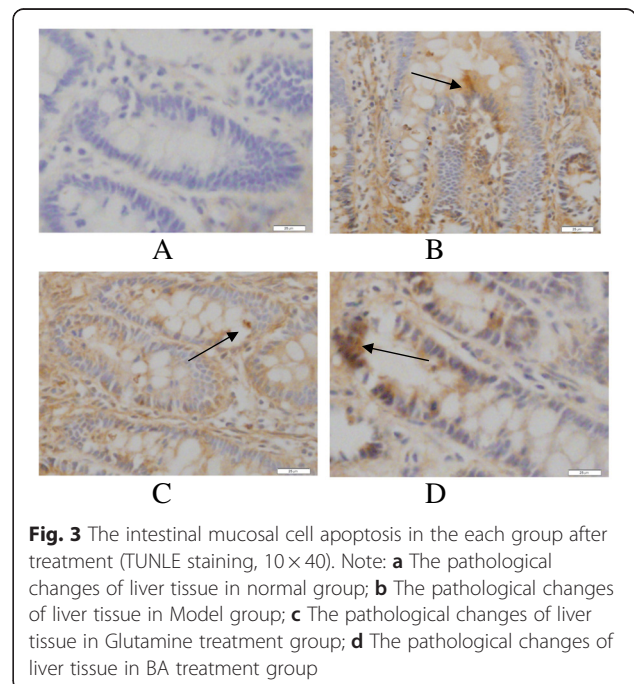 A B
C D
Fig. 3 The intestinal mucosal cell apoptosis in the each group after
treatment (TUNLE staining, 10 × 40). Note: a The pathological
changes of liver tissue in normal group; b The pathological changes
of liver tissue in Model group; c The pathological changes of liver
tissue in Glutamine treatment group; d The pathological changes of
liver tissue in BA treatment group